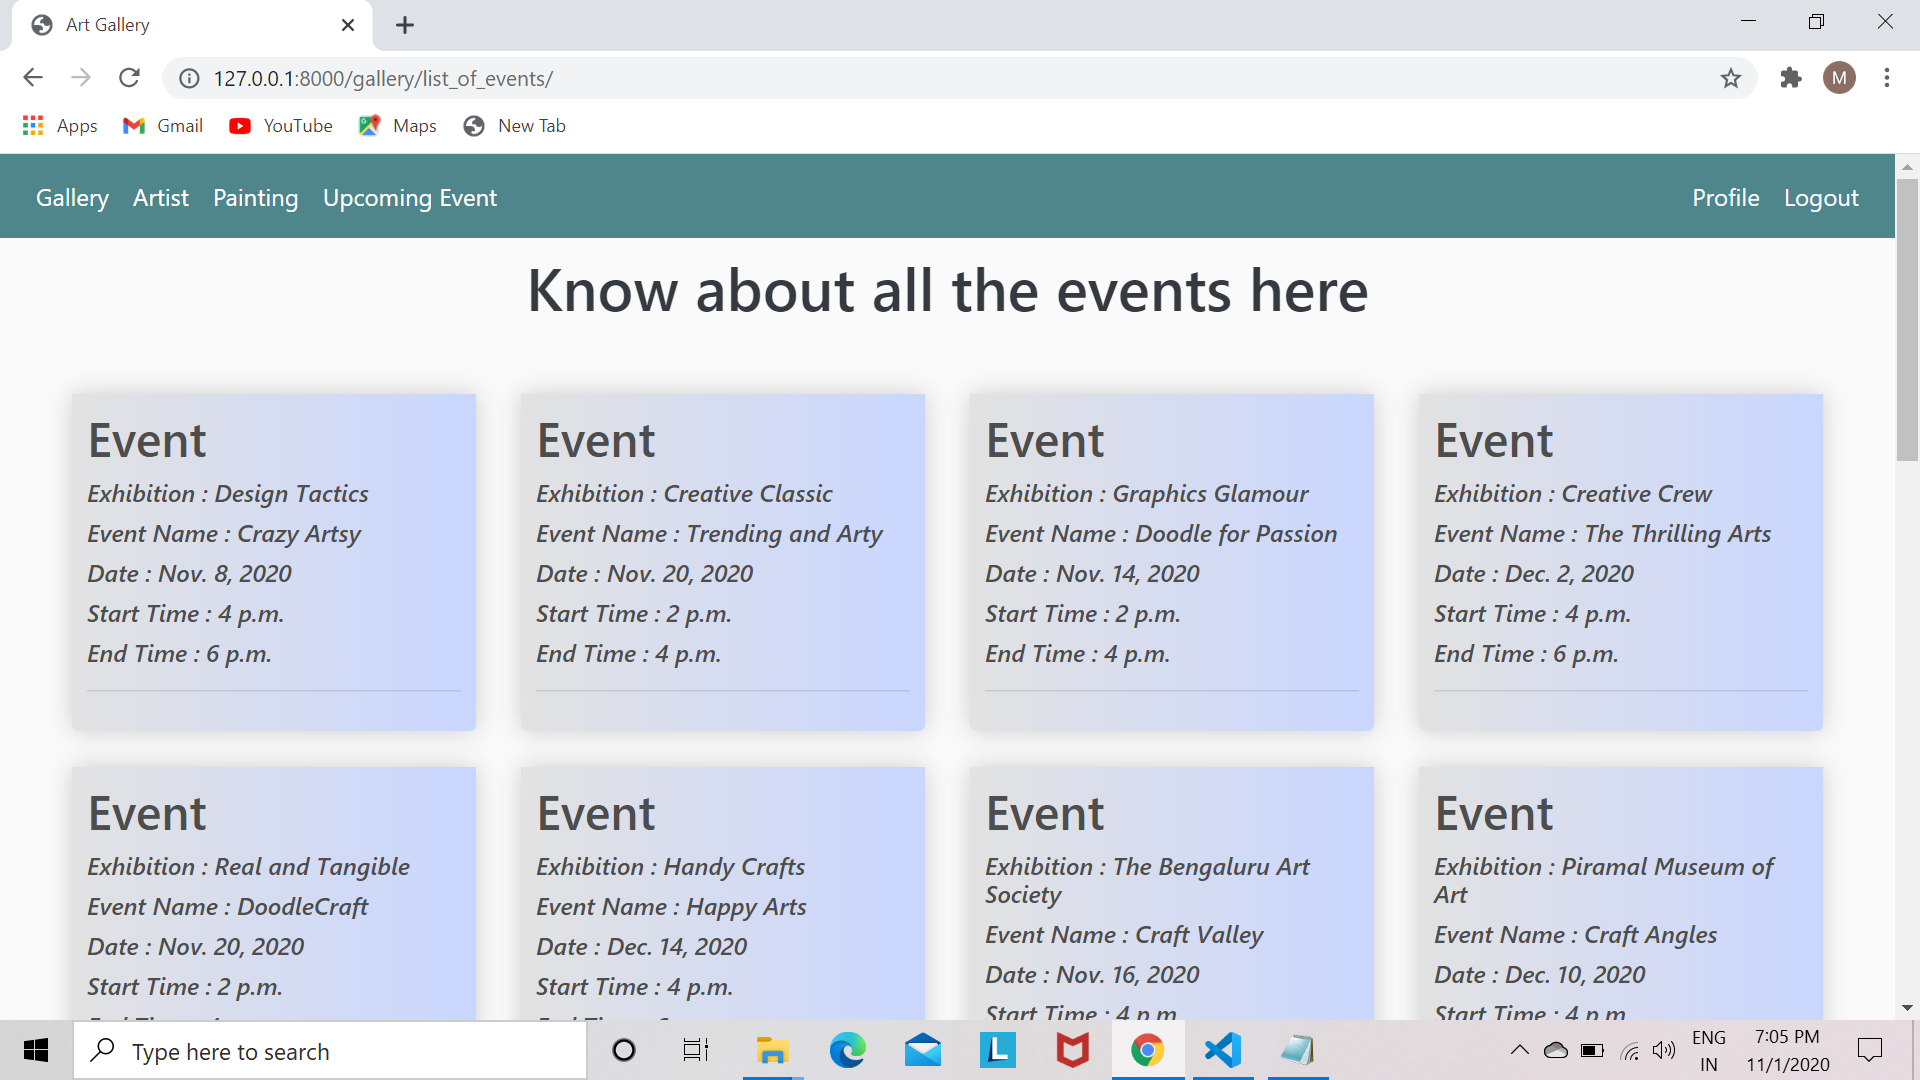 Art Gallery
127.0.0.1:8000/gallery/list_of_events/
M
Apps Gmail YouTube Maps New Tab
Gallery Artist Painting Upcoming Event Profile Logout
Know about all the events here
Event
Exhibition : Design Tactics
Event Name : Crazy Artsy
Date : Nov. 8, 2020
Start Time : 4 p.m.
End Time : 6 p.m.
Event
Exhibition : Creative Classic
Event Name : Trending and Arty
Date : Nov. 20, 2020
Start Time : 2 p.m.
End Time : 4 p.m.
Event
Exhibition : Graphics Glamour
Event Name : Doodle for Passion
Date : Nov. 14, 2020
Start Time : 2 p.m.
End Time : 4 p.m.
Event
Exhibition : Creative Crew
Event Name : The Thrilling Arts
Date : Dec. 2, 2020
Start Time : 4 p.m.
End Time : 6 p.m.
Event
Exhibition : Real and Tangible
Event Name : DoodleCraft
Date : Nov. 20, 2020
Start Time : 2 p.m.
Event
Exhibition : Handy Crafts
Event Name : Happy Arts
Date : Dec. 14, 2020
Start Time : 4 p.m.
Event
Exhibition : The Bengaluru Art
Society
Event Name : Craft Valley
Date : Nov. 16, 2020
Start Time : 4 p.m.
Event
Exhibition : Piramal Museum of
Art
Event Name : Craft Angles
Date : Dec. 10, 2020
Start Time : 4 p.m.
Type here to search
L
ENG
IN
7:05 PM
11/1/2020